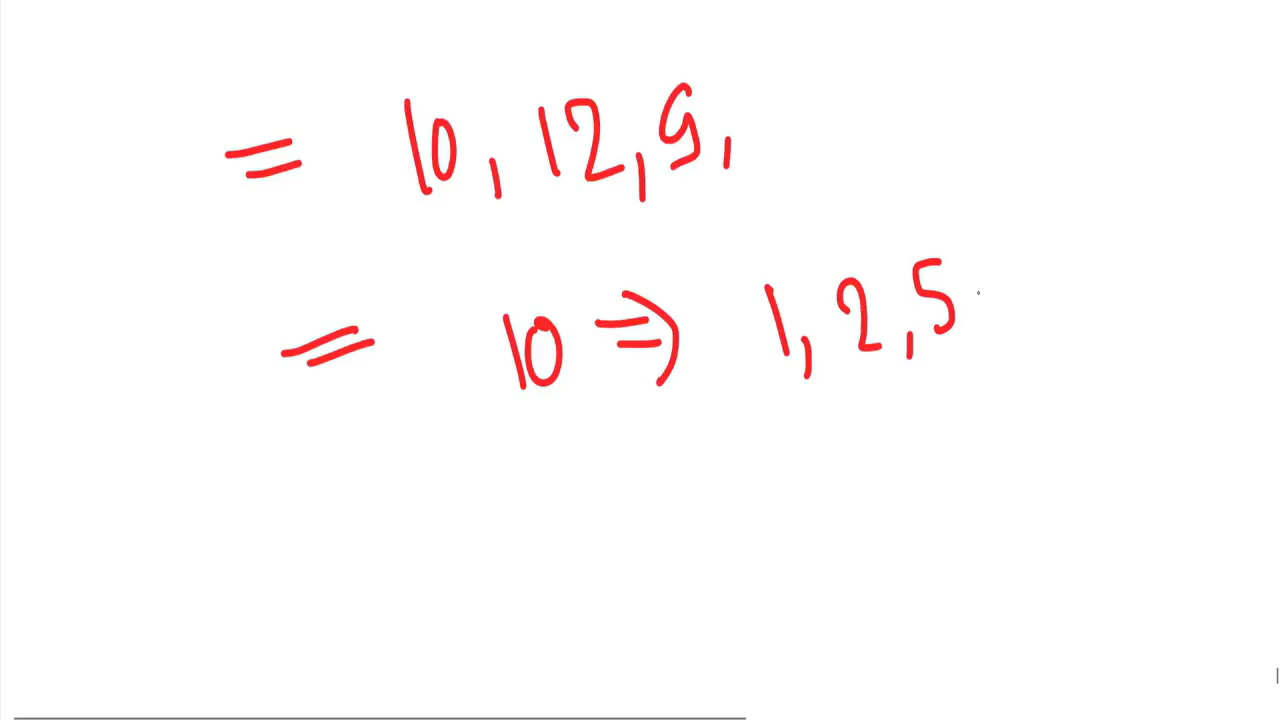 = 10, 12, 9,
= 10 ⇒ 1, 2, 5